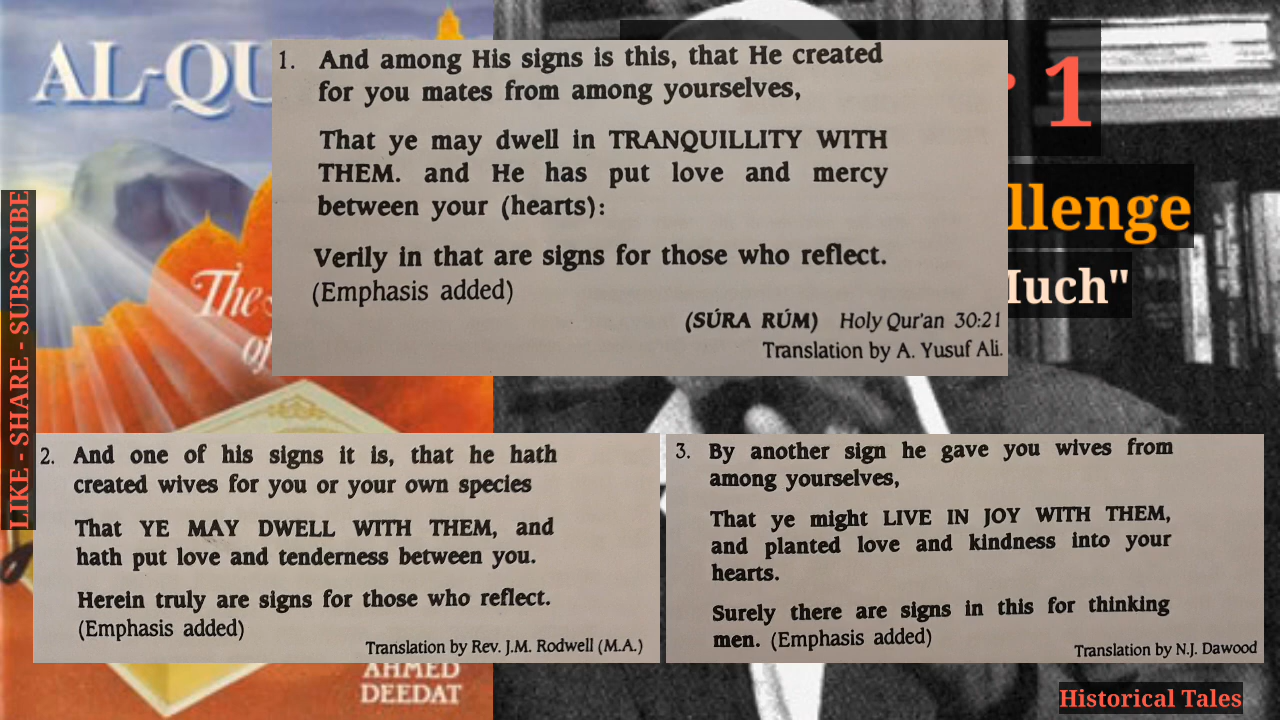 AL-QU
1
1. And among His signs is this, that He created
for you mates from among yourselves,
That ye may dwell in TRANQUILLITY WITH
THEM. and He has put love and mercy
between your (hearts):
Verily in that are signs for those who reflect.
(Emphasis added)
(SÚRA RÚM) Holy Qur'an 30:21
Translation by A. Yusuf Ali.
llenge
Much"
The
of
LIKE - SHARE - SUBSCRIBE
2. And one of his signs it is, that he hath
created wives for you or your own species
That YE MAY DWELL WITH THEM, and
hath put love and tenderness between you.
Herein truly are signs for those who reflect.
(Emphasis added)
Translation by Rev. J.M. Rodwell (M.A.)
3. By another sign he gave you wives from
among yourselves,
That ye might LIVE IN JOY WITH THEM,
and planted love and kindness into your
hearts.
Surely there are signs in this for thinking
men. (Emphasis added)
Translation by N.J. Dawood
AHMED
DEEDAT
Historical Tales